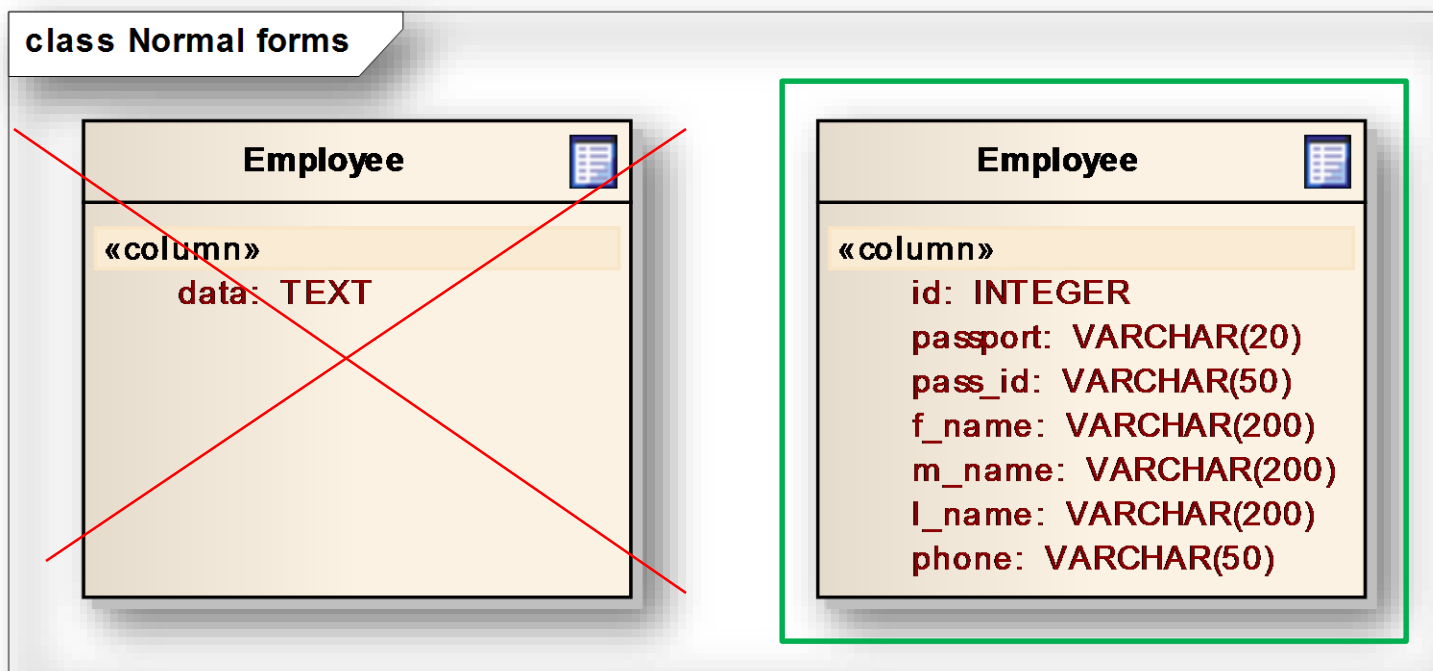 class Normal forms
Employee
«column»
data: TEXT
Employee
«column»
id: INTEGER
passport: VARCHAR(20)
pass_id: VARCHAR(50)
f_name: VARCHAR(200)
m_name: VARCHAR(200)
l_name: VARCHAR(200)
phone: VARCHAR(50)